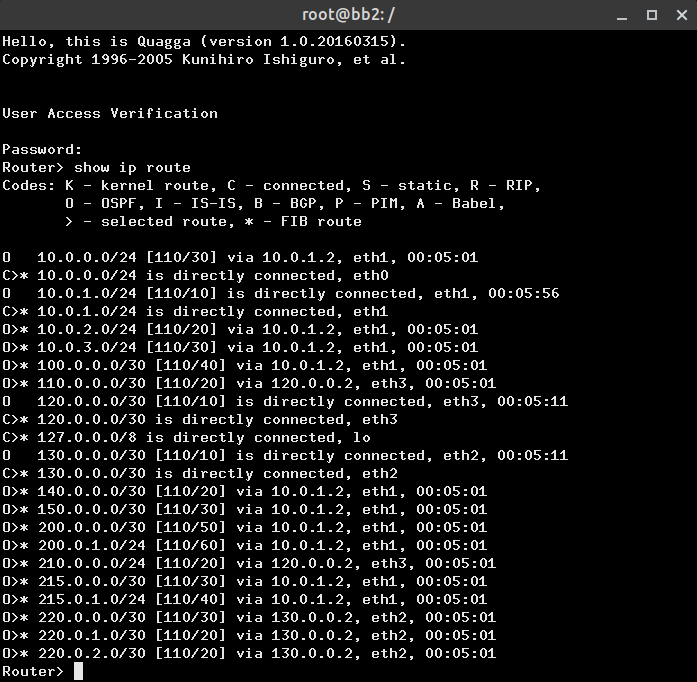 root@bb2: /
Hello, this is Quagga (version 1.0.20160315).
Copyright 1996-2005 Kunihiro Ishiguro, et al.
User Access Verification
Password:
Router> show ip route
Codes: K - kernel route, C - connected, S - static, R - RIP,
O - OSPF, I - IS-IS, B - BGP, P - PIM, A - Babel,
> - selected route, * - FIB route
O   10.0.0.0/24 [110/30] via 10.0.1.2, eth1, 00:05:01
C>* 10.0.0.0/24 is directly connected, eth0
O   10.0.1.0/24 [110/10] is directly connected, eth1, 00:05:56
C>* 10.0.1.0/24 is directly connected, eth1
O>* 10.0.2.0/24 [110/20] via 10.0.1.2, eth1, 00:05:01
O>* 10.0.3.0/24 [110/30] via 10.0.1.2, eth1, 00:05:01
O>* 100.0.0.0/30 [110/40] via 10.0.1.2, eth1, 00:05:01
O>* 110.0.0.0/30 [110/20] via 120.0.0.2, eth3, 00:05:01
O   120.0.0.0/30 [110/10] is directly connected, eth3, 00:05:11
C>* 120.0.0.0/30 is directly connected, eth3
C>* 127.0.0.0/8 is directly connected, lo
O   130.0.0.0/30 [110/10] is directly connected, eth2, 00:05:11
C>* 130.0.0.0/30 is directly connected, eth2
O>* 140.0.0.0/30 [110/20] via 10.0.1.2, eth1, 00:05:01
O>* 150.0.0.0/30 [110/30] via 10.0.1.2, eth1, 00:05:01
O>* 200.0.0.0/30 [110/50] via 10.0.1.2, eth1, 00:05:01
O>* 200.0.1.0/24 [110/60] via 10.0.1.2, eth1, 00:05:01
O>* 210.0.0.0/24 [110/20] via 120.0.0.2, eth3, 00:05:01
O>* 215.0.0.0/30 [110/30] via 10.0.1.2, eth1, 00:05:01
O>* 215.0.1.0/24 [110/40] via 10.0.1.2, eth1, 00:05:01
O>* 220.0.0.0/30 [110/30] via 130.0.0.2, eth2, 00:05:01
O>* 220.0.1.0/30 [110/20] via 130.0.0.2, eth2, 00:05:01
O>* 220.0.2.0/30 [110/20] via 130.0.0.2, eth2, 00:05:01
Router>